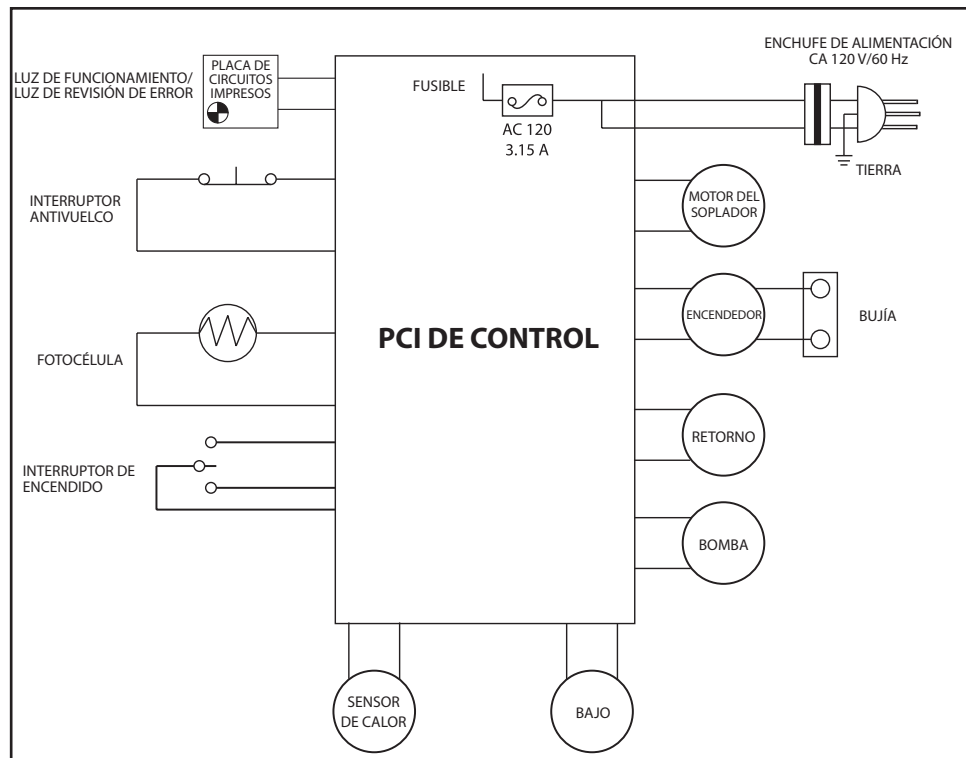 LUZ DE FUNCIONAMIENTO/
LUZ DE REVISIÓN DE ERROR
PLACA DE
CIRCUITOS
IMPRESOS
FUSIBLE
AC 120
3.15 A
ENCHUFE DE ALIMENTACIÓN
CA 120 V/60 Hz
TIERRA
INTERRUPTOR
ANTIVUELCO
MOTOR DEL
SOPLADOR
PCI DE CONTROL
ENCENDEDOR
BUJÍA
FOTOCÉLULA
RETORNO
INTERRUPTOR DE
ENCENDIDO
BOMBA
SENSOR
DE CALOR
BAJO